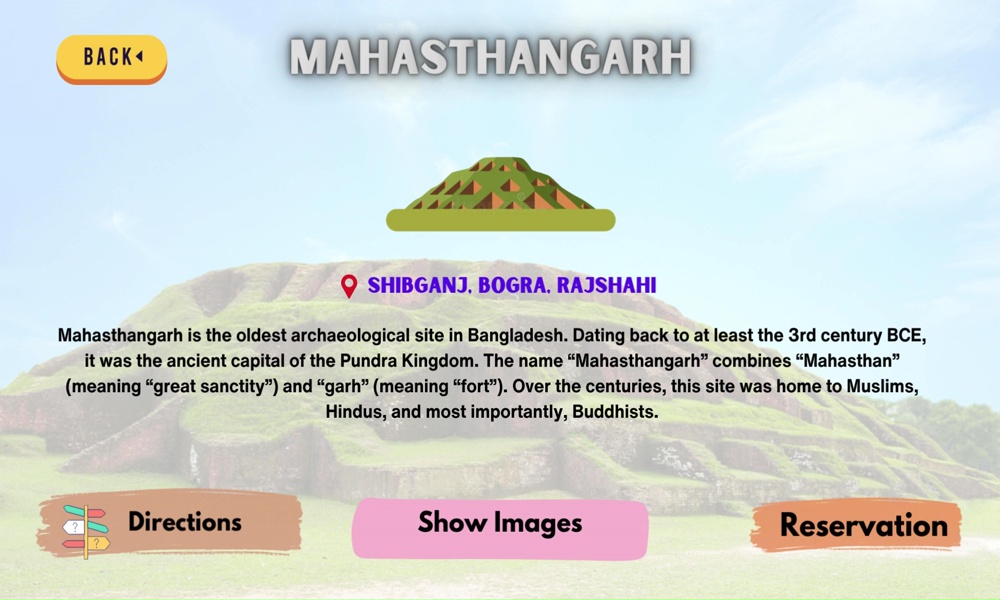 BACK
MAHASTHANGARH
SHIBGANJ, BOGRA, RAJSHAHI
Mahasthangarh is the oldest archaeological site in Bangladesh. Dating back to at least the 3rd century BCE,
it was the ancient capital of the Pundra Kingdom. The name “Mahasthangarh” combines “Mahasthan”
(meaning “great sanctity”) and “garh” (meaning “fort”). Over the centuries, this site was home to Muslims,
Hindus, and most importantly, Buddhists.
? ? Directions
Show Images
Reservation